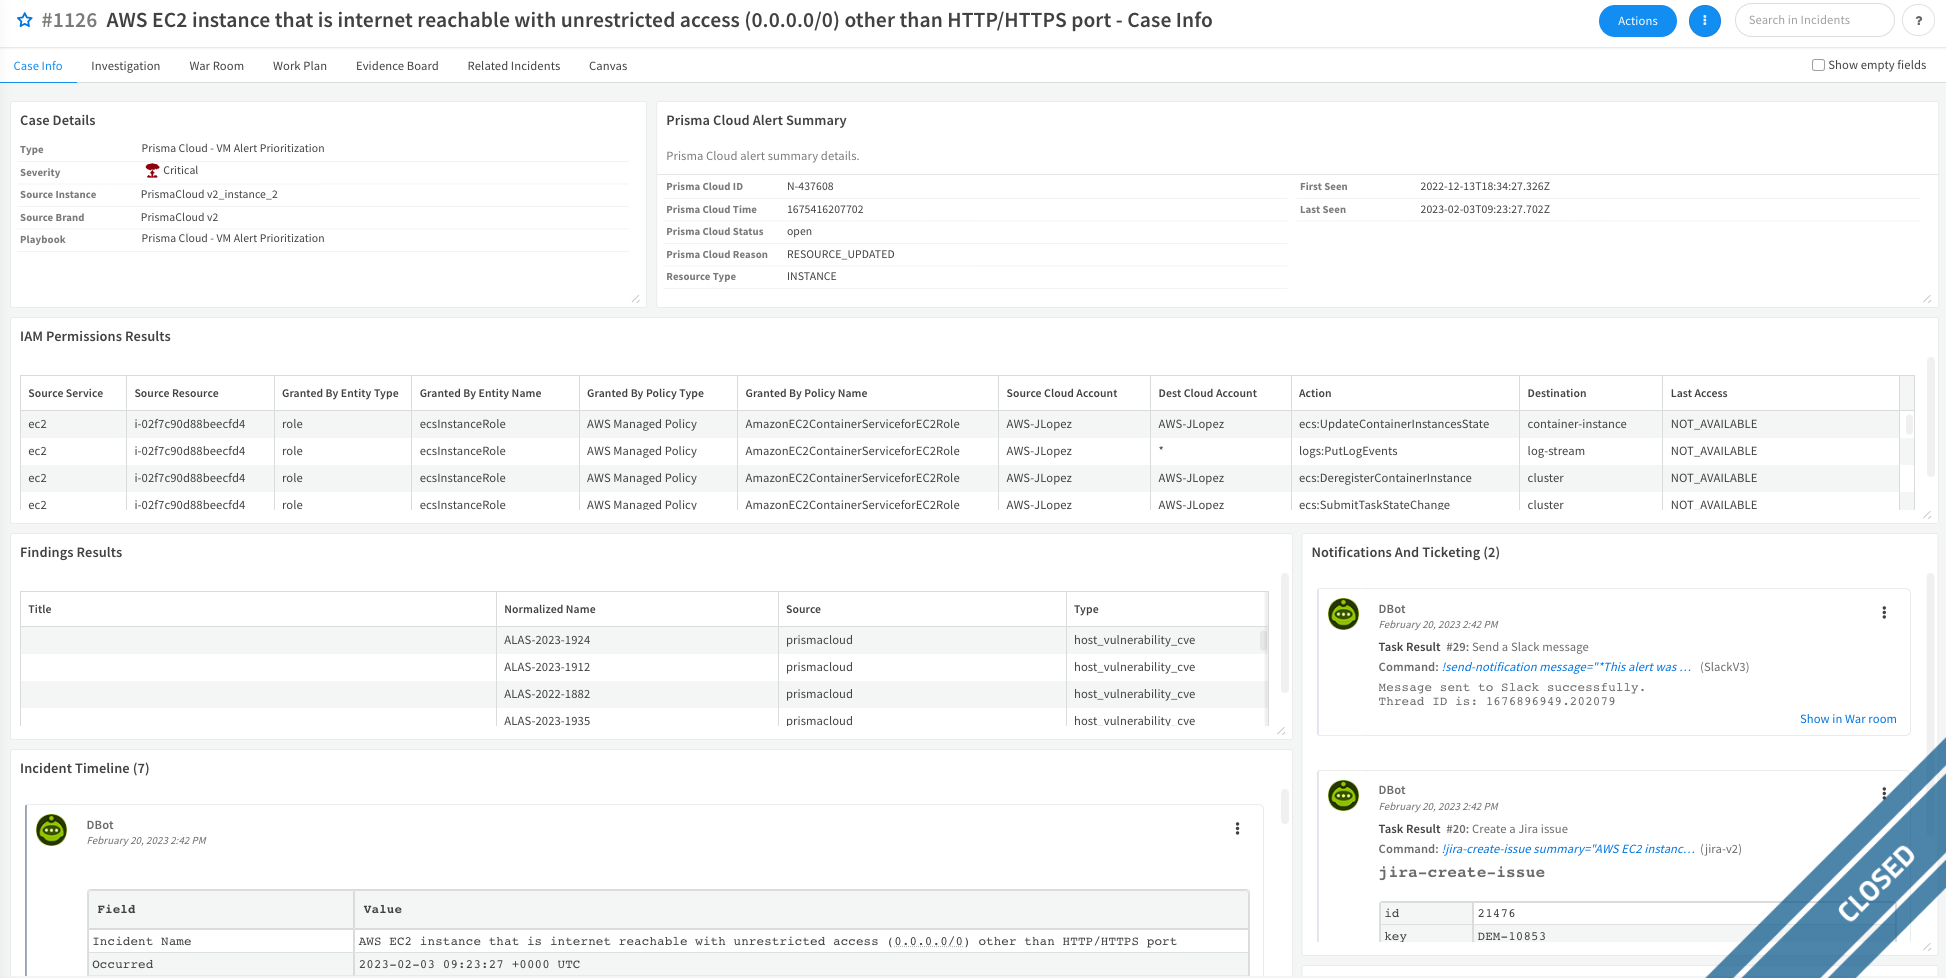 #1126 AWS EC2 instance that is internet reachable with unrestricted access (0.0.0.0/0) other than HTTP/HTTPS port - Case Info
Actions
Search in Incidents
?
Case Info Investigation War Room Work Plan Evidence Board Related Incidents Canvas
Show empty fields
Case Details
Type Prisma Cloud - VM Alert Prioritization
Severity Critical
Source Instance PrismaCloud v2_instance_2
Source Brand PrismaCloud v2
Playbook Prisma Cloud - VM Alert Prioritization
Prisma Cloud Alert Summary
Prisma Cloud alert summary details.
Prisma Cloud ID N-437608
Prisma Cloud Time 1675416207702
Prisma Cloud Status open
Prisma Cloud Reason RESOURCE_UPDATED
Resource Type INSTANCE
First Seen 2022-12-13T18:34:27.326Z
Last Seen 2023-02-03T09:23:27.702Z
IAM Permissions Results
Source Service Source Resource Granted By Entity Type Granted By Entity Name Granted By Policy Type Granted By Policy Name Source Cloud Account Dest Cloud Account Action Destination Last Access
ec2 i-02f7c90d88beecfd4 role ecsInstanceRole AWS Managed Policy AmazonEC2ContainerServiceforEC2Role AWS-JLopez AWS-JLopez ecs:UpdateContainerInstancesState container-instance NOT_AVAILABLE
ec2 i-02f7c90d88beecfd4 role ecsInstanceRole AWS Managed Policy AmazonEC2ContainerServiceforEC2Role AWS-JLopez * logs:PutLogEvents log-stream NOT_AVAILABLE
ec2 i-02f7c90d88beecfd4 role ecsInstanceRole AWS Managed Policy AmazonEC2ContainerServiceforEC2Role AWS-JLopez AWS-JLopez ecs:DeregisterContainerInstance cluster NOT_AVAILABLE
ec2 i-02f7c90d88beecfd4 role ecsInstanceRole AWS Managed Policy AmazonEC2ContainerServiceforEC2Role AWS-JLopez AWS-JLopez ecs:SubmitTaskStateChange cluster NOT_AVAILABLE
Findings Results
Title Normalized Name Source Type
ALAS-2023-1924 prismacloud host_vulnerability_cve
ALAS-2023-1912 prismacloud host_vulnerability_cve
ALAS-2022-1882 prismacloud host_vulnerability_cve
ALAS-2023-1935 prismacloud host_vulnerability_cve
Incident Timeline (7)
DBot
February 20, 2023 2:42 PM
Field Value
Incident Name AWS EC2 instance that is internet reachable with unrestricted access (0.0.0.0/0) other than HTTP/HTTPS port
Occurred 2023-02-03 09:23:27 +0000 UTC
Notifications And Ticketing (2)
DBot
February 20, 2023 2:42 PM
Task Result #29: Send a Slack message
Command: !send-notification message="*This alert was ... (SlackV3)
Message sent to Slack successfully.
Thread ID is: 1676896949.202079
Show in War room
DBot
February 20, 2023 2:42 PM
Task Result #20: Create a Jira issue
Command: !jira-create-issue summary="AWS EC2 instanc... (jira-v2)
jira-create-issue
id 21476
key DEM-10853
CLOSED